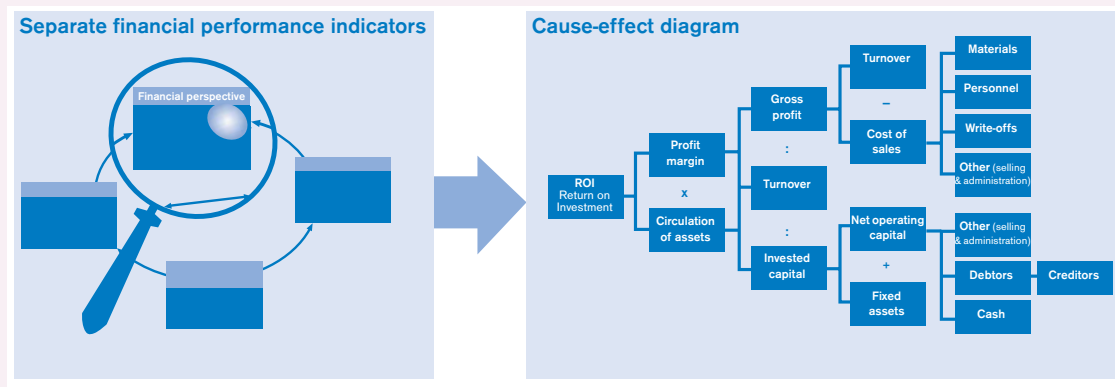 Separate financial performance indicators
Financial perspective
Cause-effect diagram
ROI
Return on
Investment
Profit
margin
x
Circulation
of assets
Gross
profit
:
Turnover
:
Invested
capital
Turnover
–
Cost of
sales
Net operating
capital
+
Fixed
assets
Materials
Personnel
Write-offs
Other (selling
& administration)
Other (selling
& administration)
Debtors
Creditors
Cash